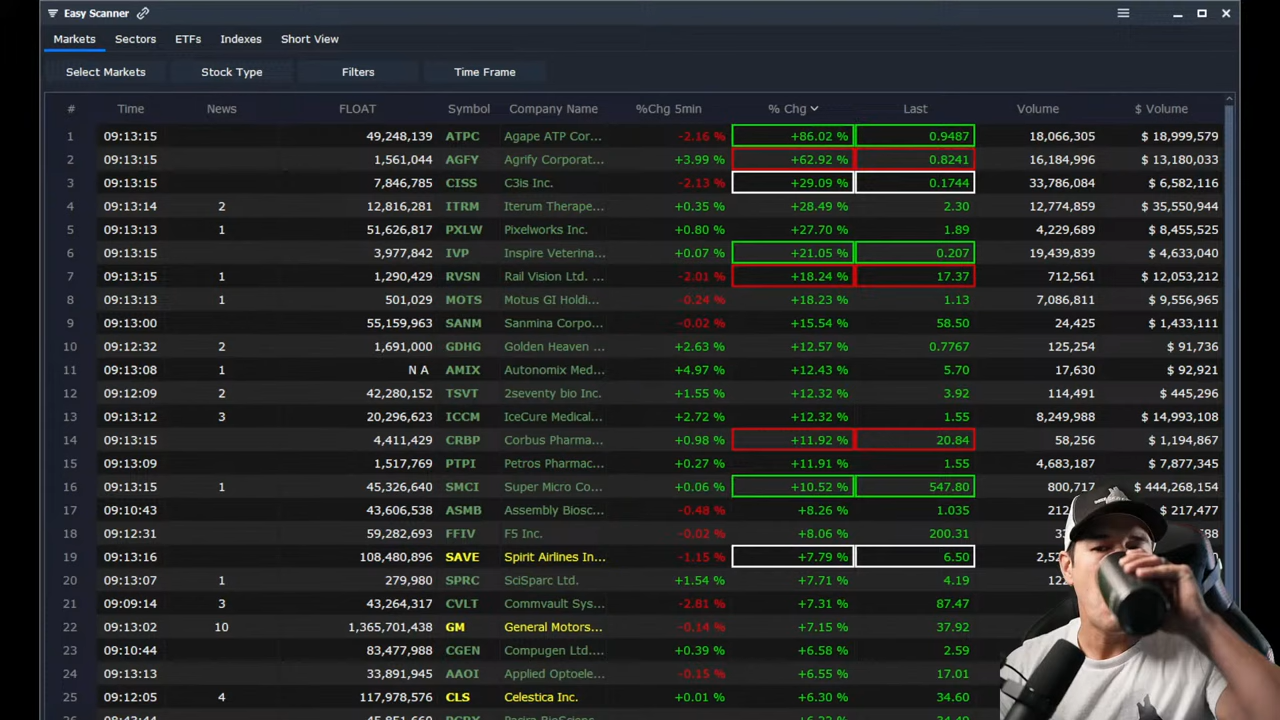 Easy Scanner
Markets Sectors ETFs Indexes Short View
Select Markets Stock Type Filters Time Frame
# Time News FLOAT Symbol Company Name %Chg 5min % Chg Last Volume $ Volume
1 09:13:15 49,248,139 ATPC Agape ATP Cor... -2.16 % +86.02 % 0.9487 18,066,305 $ 18,999,579
2 09:13:15 1,561,044 AGFY Agrify Corporat... +3.99 % +62.92 % 0.8241 16,184,996 $ 13,180,033
3 09:13:15 7,846,785 CISS C3is Inc. -2.13 % +29.09 % 0.1744 33,786,084 $ 6,582,116
4 09:13:14 2 12,816,281 ITRM Iterum Therape... +0.35 % +28.49 % 2.30 12,774,859 $ 35,550,944
5 09:13:13 1 51,626,817 PXLW Pixelworks Inc. +0.80 % +27.70 % 1.89 4,229,689 $ 8,455,525
6 09:13:15 3,977,842 IVP Inspire Veterina... +0.07 % +21.05 % 0.207 19,439,839 $ 4,633,040
7 09:13:15 1 1,290,429 RVSN Rail Vision Ltd. ... -2.01 % +18.24 % 17.37 712,561 $ 12,053,212
8 09:13:13 1 501,029 MOTS Motus GI Holdi... -0.24 % +18.23 % 1.13 7,086,811 $ 9,556,965
9 09:13:00 55,159,963 SANM Sanmina Corpo... -0.02 % +15.54 % 58.50 24,425 $ 1,433,111
10 09:12:32 2 1,691,000 GDHG Golden Heaven ... +2.63 % +12.57 % 0.7767 125,254 $ 91,736
11 09:13:08 1 N A AMIX Autonomix Med... +4.97 % +12.43 % 5.70 17,630 $ 92,921
12 09:12:09 2 42,280,152 TSVT 2seventy bio Inc. +1.55 % +12.32 % 3.92 114,491 $ 445,296
13 09:13:12 3 20,296,623 ICCM IceCure Medical... +2.72 % +12.32 % 1.55 8,249,988 $ 14,993,108
14 09:13:15 4,411,429 CRBP Corbus Pharma... +0.98 % +11.92 % 20.84 58,256 $ 1,194,867
15 09:13:09 1,517,769 PTPI Petros Pharmac... +0.27 % +11.91 % 1.55 4,683,187 $ 7,877,345
16 09:13:15 1 45,326,640 SMCI Super Micro Co... +0.06 % +10.52 % 547.80 800,717 $ 444,268,154
17 09:10:43 43,606,538 ASMB Assembly Biosc... -0.48 % +8.26 % 1.035
18 09:12:31 59,282,693 FFIV F5 Inc. -0.02 % +8.06 % 200.31
19 09:13:16 108,480,896 SAVE Spirit Airlines In... -1.15 % +7.79 % 6.50
20 09:13:07 1 279,980 SPRC SciSparc Ltd. +1.54 % +7.71 % 4.19
21 09:09:14 3 43,264,317 CVLT Commvault Sys... -2.81 % +7.31 % 87.47
22 09:13:02 10 1,365,701,438 GM General Motors... -0.14 % +7.15 % 37.92
23 09:10:44 83,477,988 CGEN Compugen Ltd.... +0.39 % +6.58 % 2.59
24 09:13:02 33,891,945 AAOI Applied Optoele... -0.15 % +6.55 % 17.01
25 09:12:05 4 117,978,576 CLS Celestica Inc. +0.01 % +6.30 % 34.60